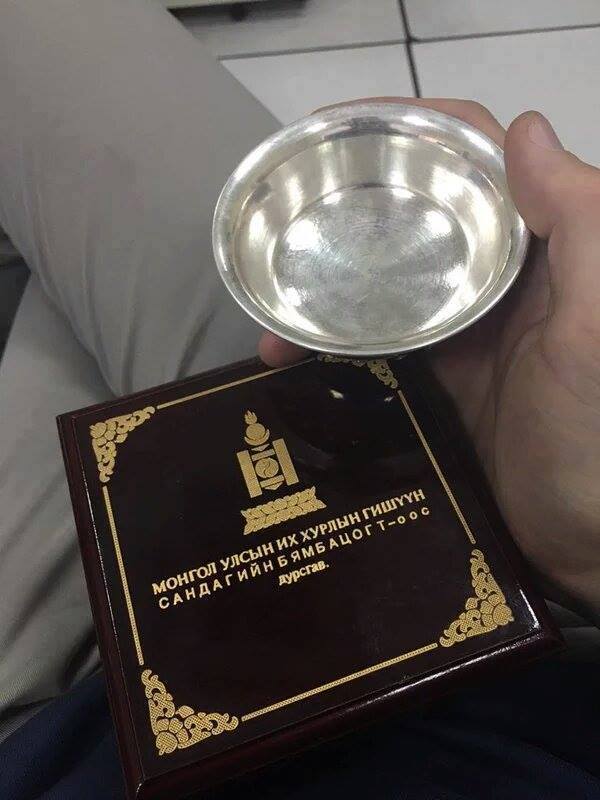 МОНГОЛ УЛСЫН ИХ ХУРЛЫН ГИШҮҮН
САНДАГИЙН БЯМБАЦОГТ-оос
дурсгав.